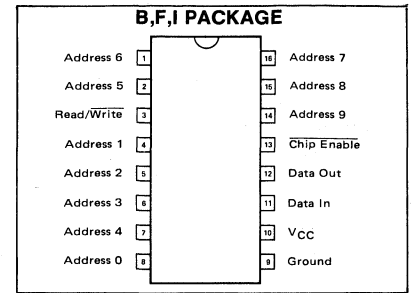 B,F,I PACKAGE
Address 6 1 16 Address 7
Address 5 2 15 Address 8
Read/Write 3 14 Address 9
Address 1 4 13 Chip Enable
Address 2 5 12 Data Out
Address 3 6 11 Data In
Address 4 7 10 VCC
Address 0 8 9 Ground